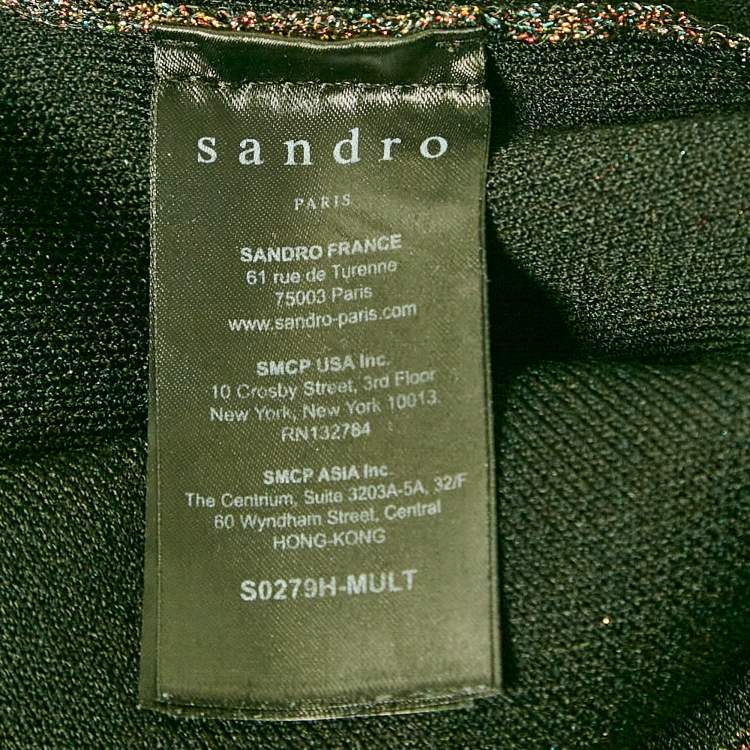 sandro
PARIS
SANDRO FRANCE
61 rue de Turenne
75003 Paris
www.sandro-paris.com
SMCP USA Inc.
10 Crosby Street, 3rd Floor
New York, New York 10013
RN132784
SMCP ASIA Inc.
The Centrium, Suite 3203A-5A, 32/F
60 Wyndham Street, Central
HONG-KONG
S0279H-MULT